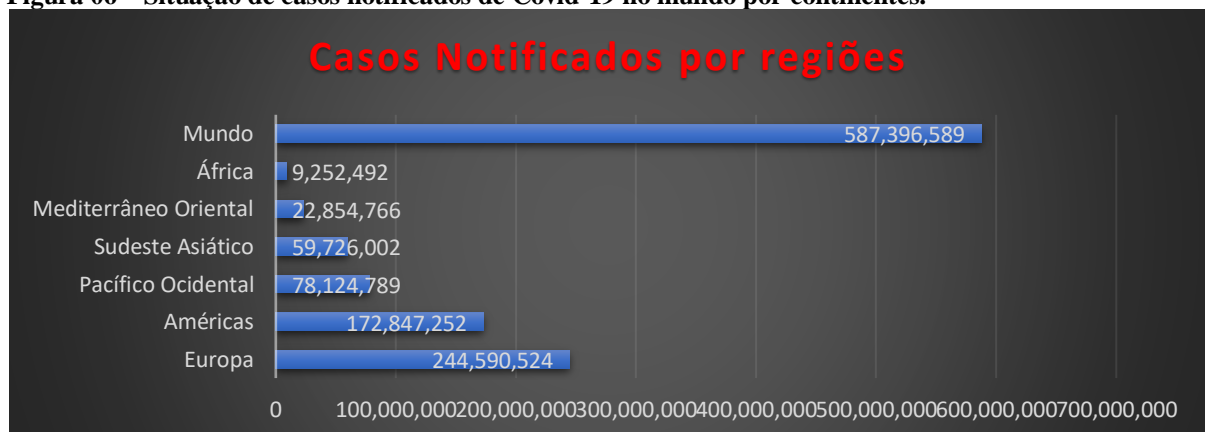 Figura 06 – Situação de casos notificados de Covid-19 no mundo por continentes.
Casos Notificados por regiões
Mundo 587,396,589
África 9,252,492
Mediterrâneo Oriental 22,854,766
Sudeste Asiático 59,726,002
Pacífico Ocidental 78,124,789
Américas 172,847,252
Europa 244,590,524
0 100,000,000 200,000,000 300,000,000 400,000,000 500,000,000 600,000,000 700,000,000